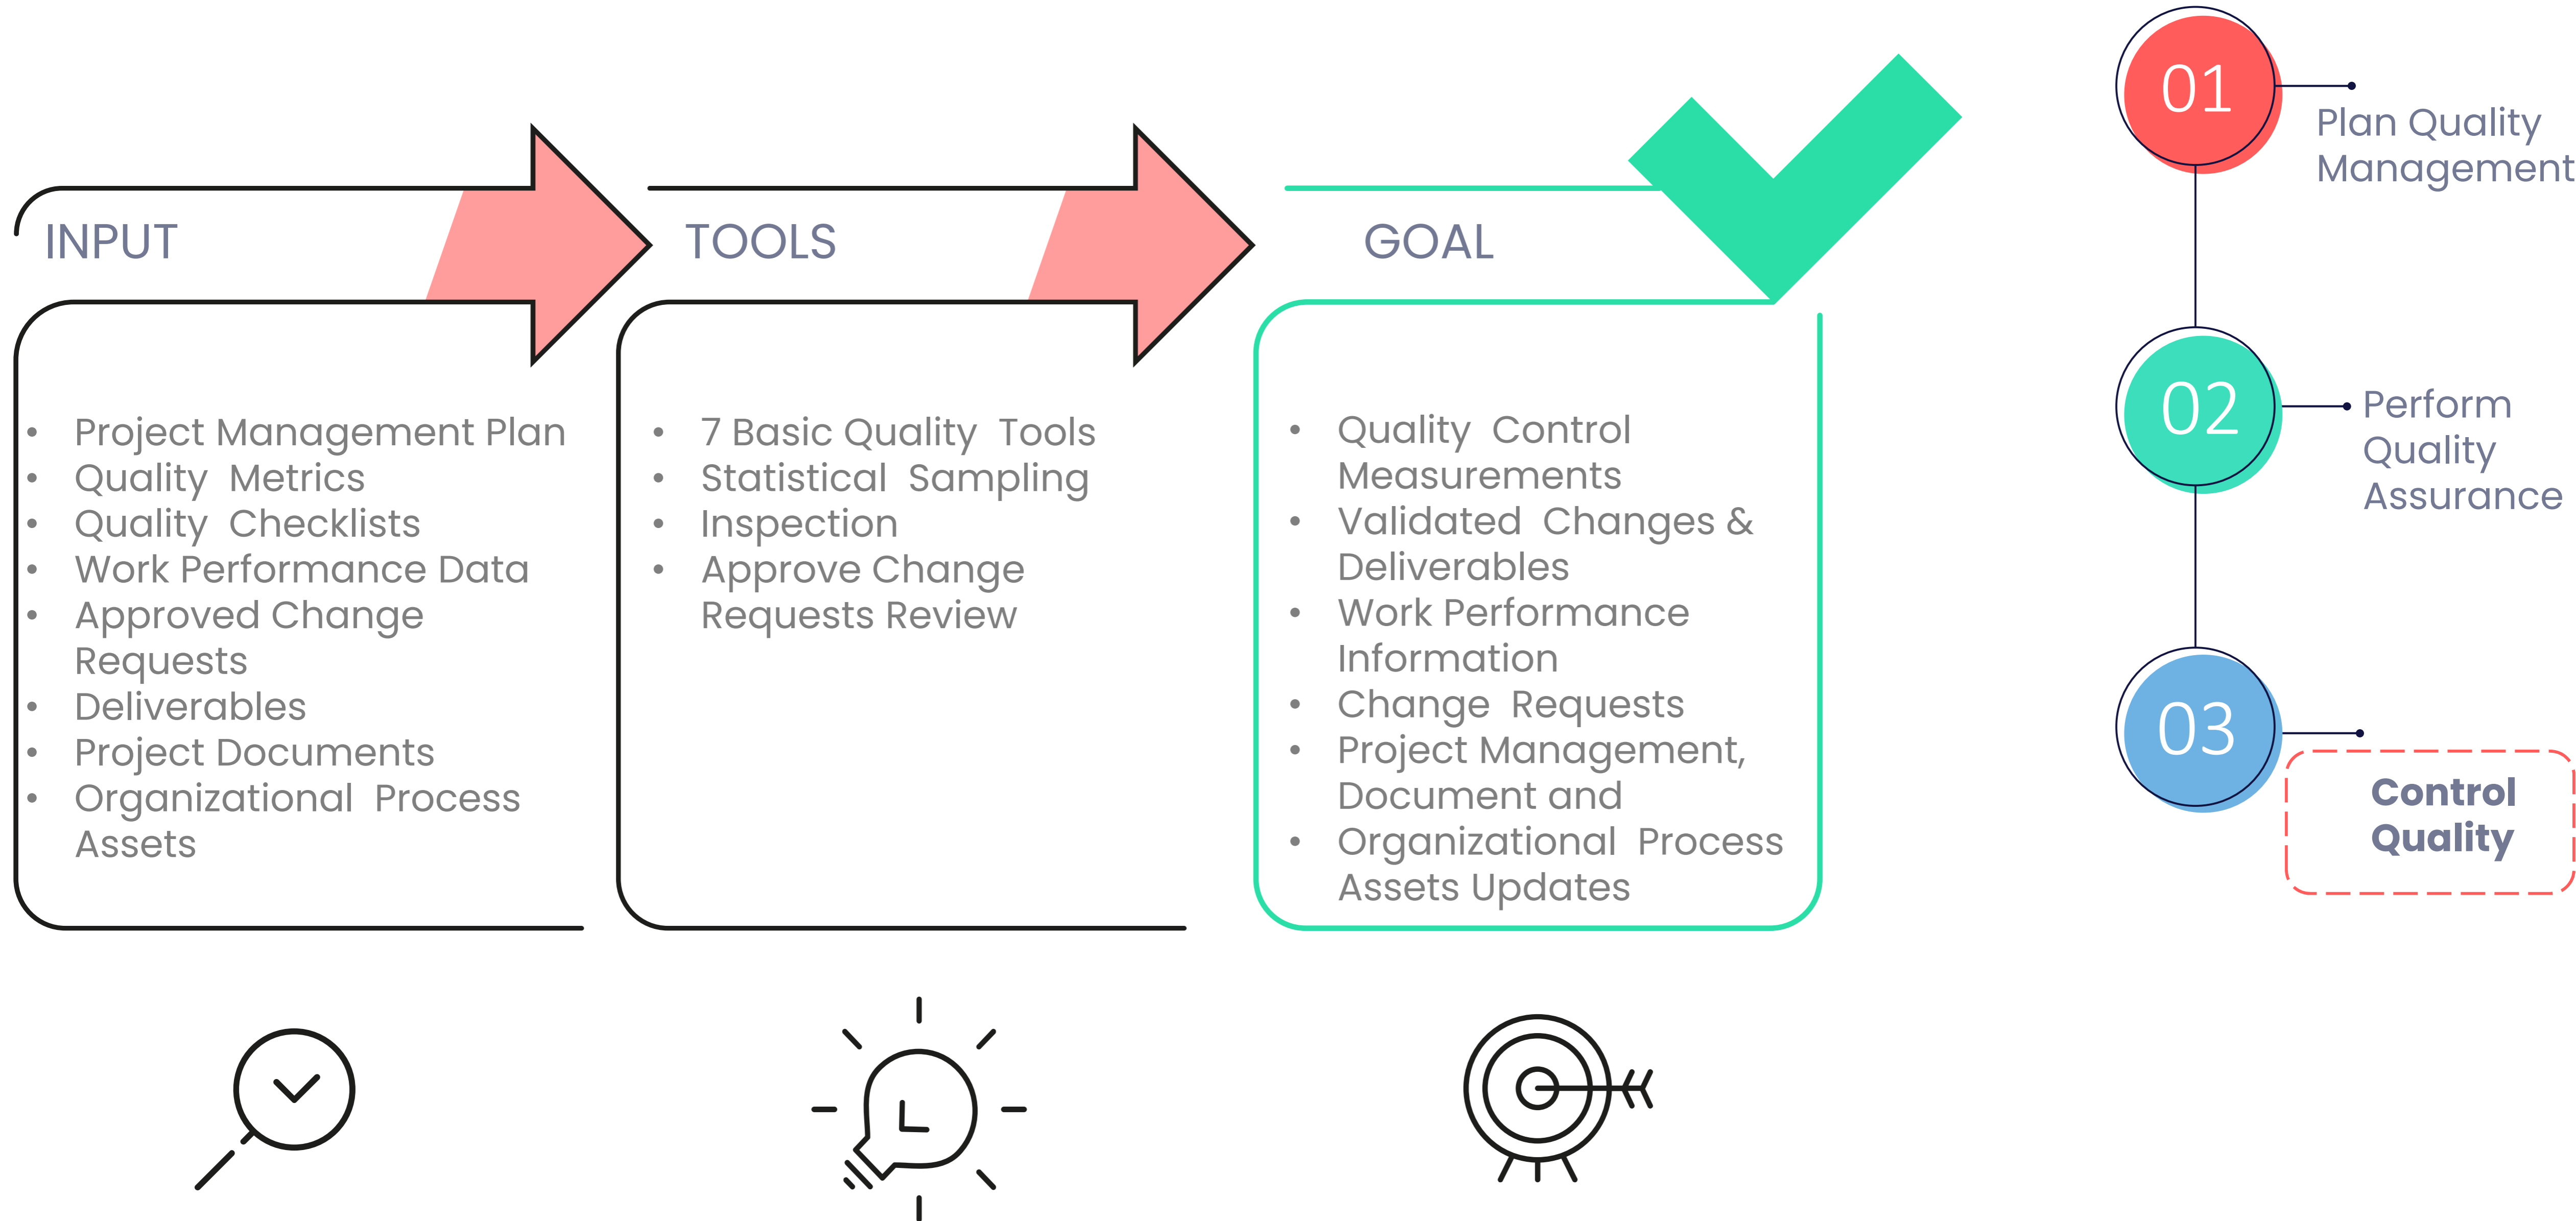 INPUT
• Project Management Plan
• Quality Metrics
• Quality Checklists
• Work Performance Data
• Approved Change
Requests
• Deliverables
• Project Documents
• Organizational Process
Assets
TOOLS
• 7 Basic Quality Tools
• Statistical Sampling
• Inspection
• Approve Change
Requests Review
GOAL
• Quality Control
Measurements
• Validated Changes &
Deliverables
• Work Performance
Information
• Change Requests
• Project Management,
Document and
• Organizational Process
Assets Updates
01
Plan Quality
Management
02
Perform
Quality
Assurance
03
Control
Quality